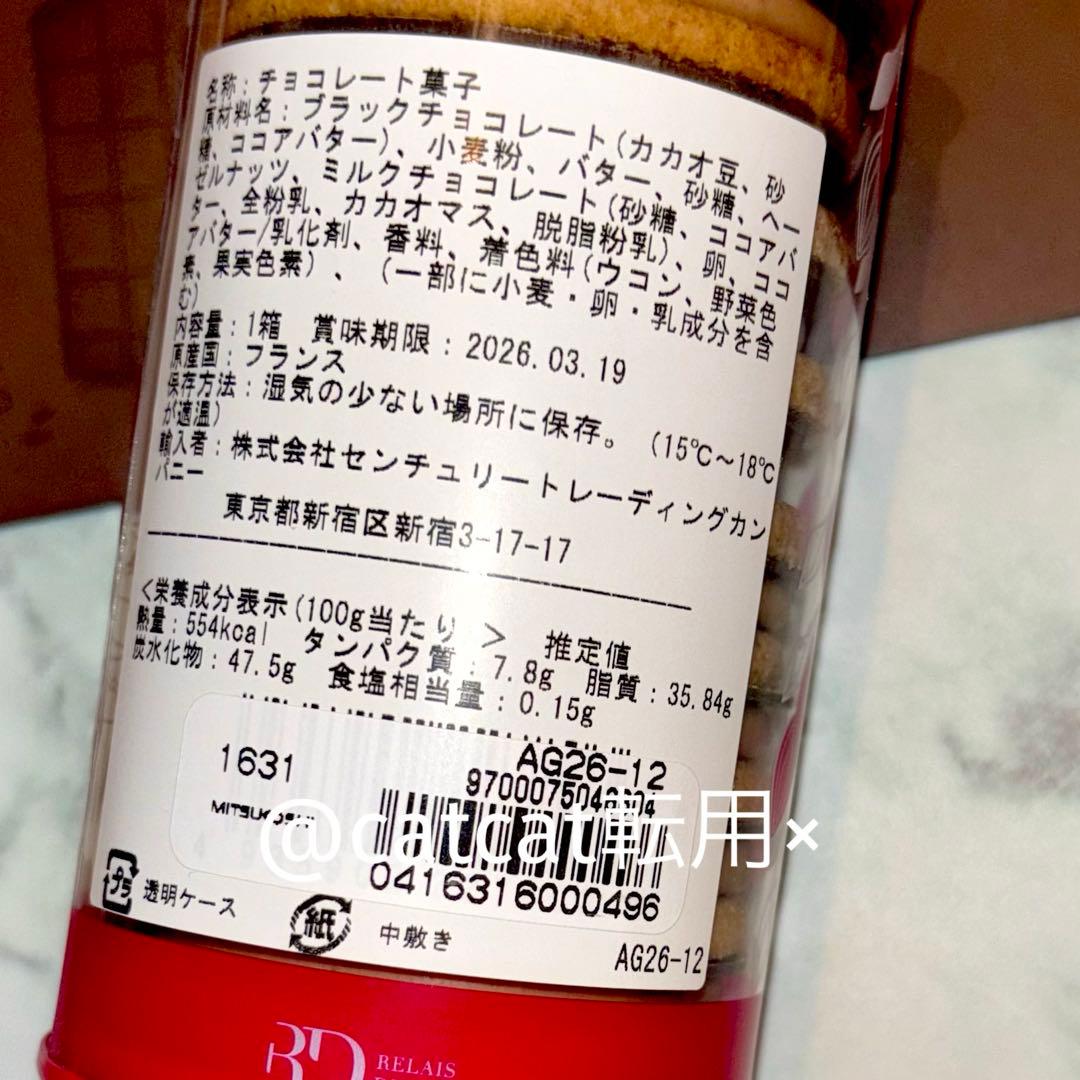 名称：チョコレート菓子
原材料名：ブラックチョコレート(カカオ豆、砂
糖、ココアバター)、小麦粉、バター、砂糖、ヘー
ゼルナッツ、ミルクチョコレート(砂糖、ココアバ
ター、全粉乳、カカオマス、脱脂粉乳)、卵、ココ
アバター/乳化剤、香料、着色料(ウコン、野菜色
素、果実色素)、(一部に小麦・卵・乳成分を含
む)
内容量：1箱 賞味期限：2026.03.19
原産国：フランス
保存方法：湿気の少ない場所に保存。(15℃～18℃
が適温)
輸入者：株式会社センチュリートレーディングカン
パニー
東京都新宿区新宿3-17-17
<栄養成分表示(100g当たり)> 推定値
熱量：554kcal タンパク質：7.8g 脂質：35.84g
炭水化物：47.5g 食塩相当量：0.15g
1631 AG26-12
MITSUKOSHI
@catcat転用×
0416316000496
プラ 透明ケース
紙 中敷き
AG26-12
RELAIS